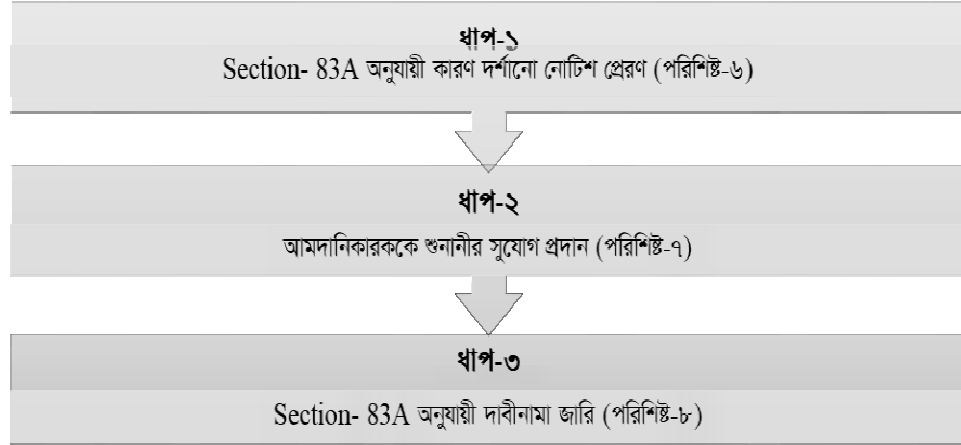 ধাপ-১
Section- 83A অনুযায়ী কারণ দর্শানো নোটিশ প্রেরণ (পরিশিষ্ট-৬)
ধাপ-২
আমদানিকারককে শুনানীর সুযোগ প্রদান (পরিশিষ্ট-৭)
ধাপ-৩
Section- 83A অনুযায়ী দাবীনামা জারি (পরিশিষ্ট-৮)